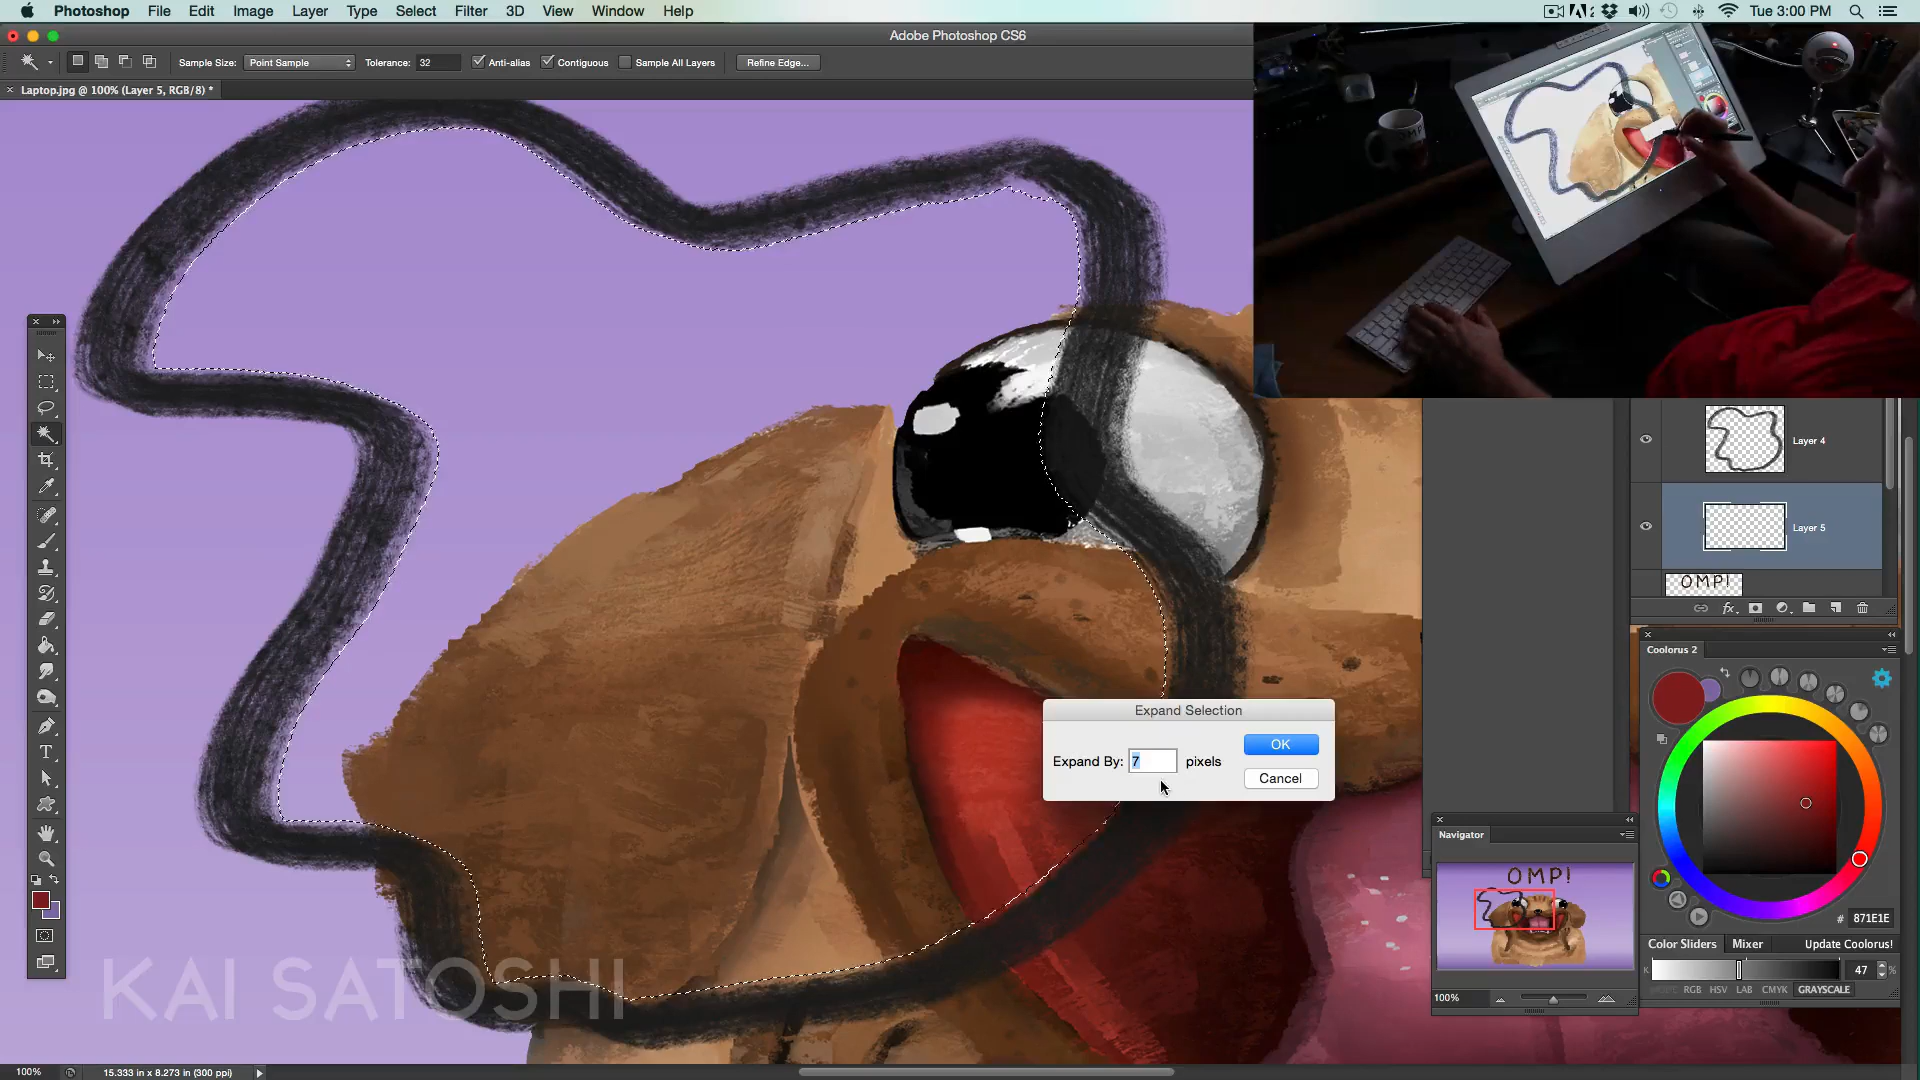 Photoshop File Edit Image Layer Type Select Filter 3D View Window Help Tue 3:00 PM
Adobe Photoshop CS6
Sample Size: Point Sample Tolerance: 32 Anti-alias Contiguous Sample All Layers Refine Edge...
× Laptop.jpg @ 100% (Layer 5, RGB/8) *
Layer 4
Layer 5
OMP!
fx
Coloorus 2
Expand Selection
Expand By: 7 pixels
OK
Cancel
Navigator
OMP!
# 871E1E
Color Sliders Mixer Update Coolorus!
K 47 %
RGB HSV LAB CMYK GRAYSCALE
100%
KAI SATOSHI
100% 15.333 in x 8.273 in (300 ppi)